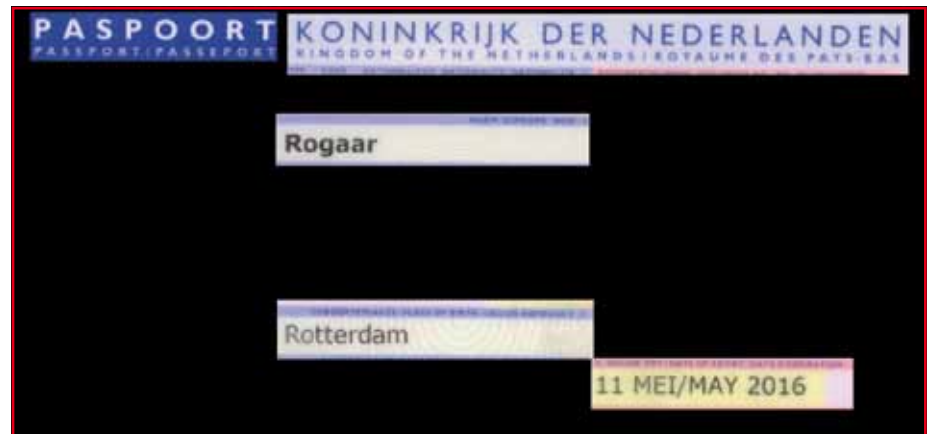 PASPOORT KONINKRIJK DER NEDERLANDEN
PASSPORT/PASSEPORT KINGDOM OF THE NETHERLANDS/ROYAUME DES PAYS-BAS
Rogaar
Rotterdam
11 MEI/MAY 2016